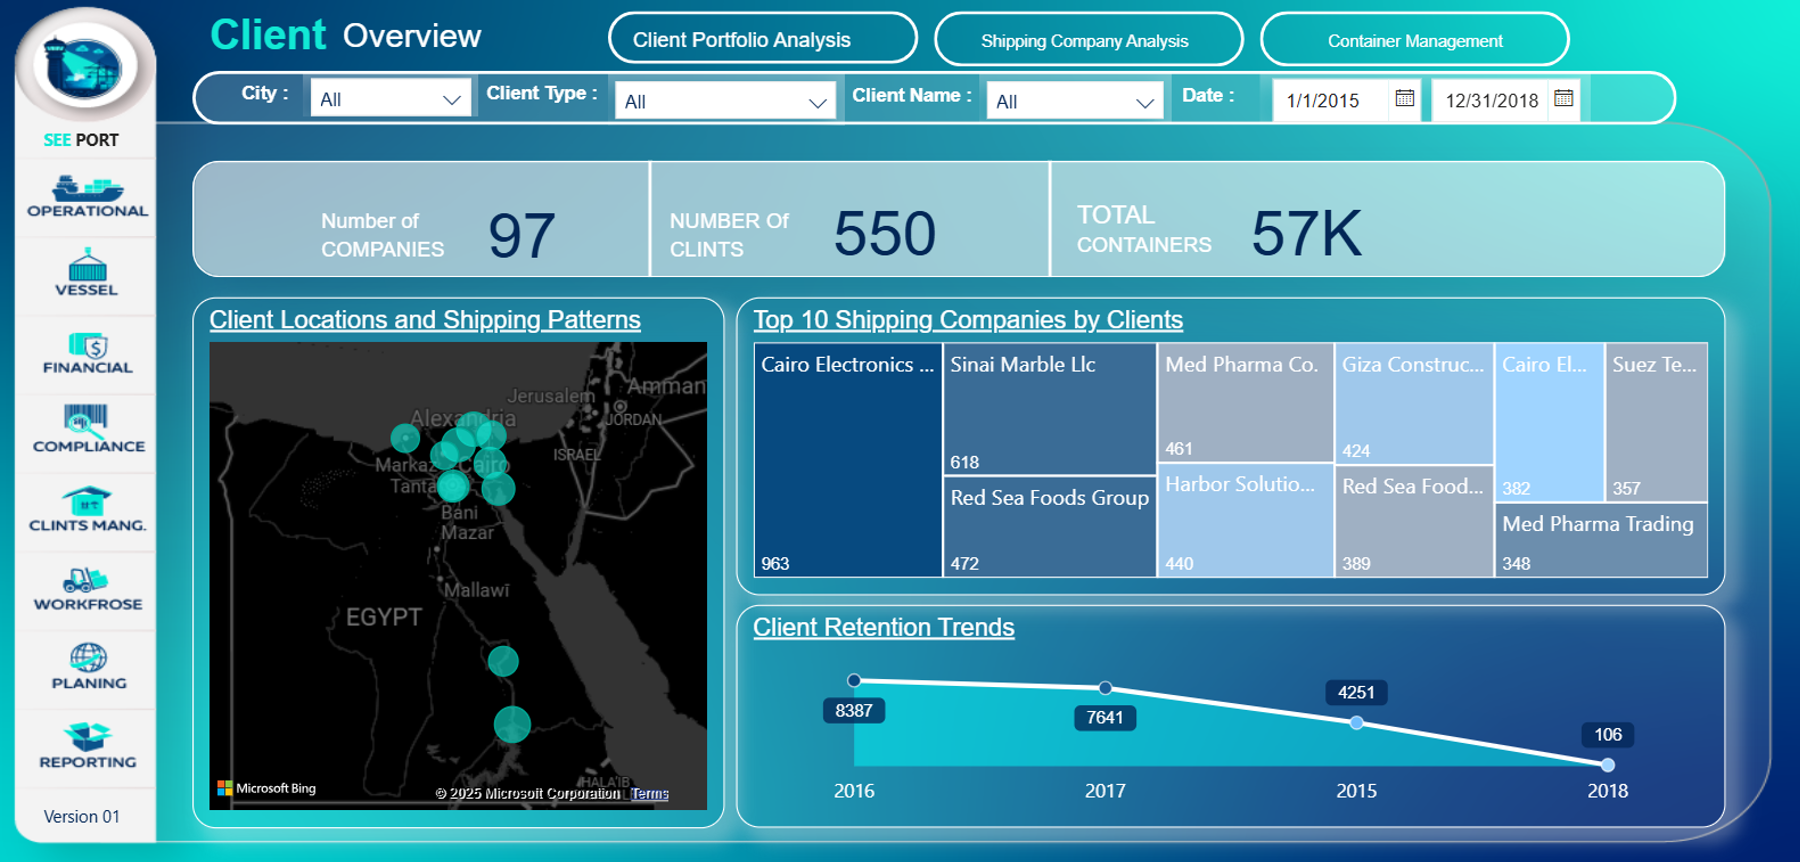 Client Overview
Client Portfolio Analysis
Shipping Company Analysis
Container Management
City :
All
Client Type :
All
Client Name :
All
Date :
1/1/2015
12/31/2018
SEE PORT
OPERATIONAL
VESSEL
FINANCIAL
COMPLIANCE
CLINTS MANG.
WORKFROSE
PLANING
REPORTING
Version 01
Number of
COMPANIES
97
NUMBER Of
CLINTS
550
TOTAL
CONTAINERS
57K
Client Locations and Shipping Patterns
Jerusalem
Amman
Alexandria
JORDAN
ISRAEL
Markaz
Cairo
Tanta
Bani
Mazar
Mallawī
EGYPT
HALA'IB
Microsoft Bing
© 2025 Microsoft Corporation
Terms
Top 10 Shipping Companies by Clients
Cairo Electronics ...
963
Sinai Marble Llc
618
Red Sea Foods Group
472
Med Pharma Co.
461
Harbor Solutio...
440
Giza Construc...
424
Red Sea Food...
389
Cairo El...
382
Suez Te...
357
Med Pharma Trading
348
Client Retention Trends
8387
7641
4251
106
2016
2017
2015
2018